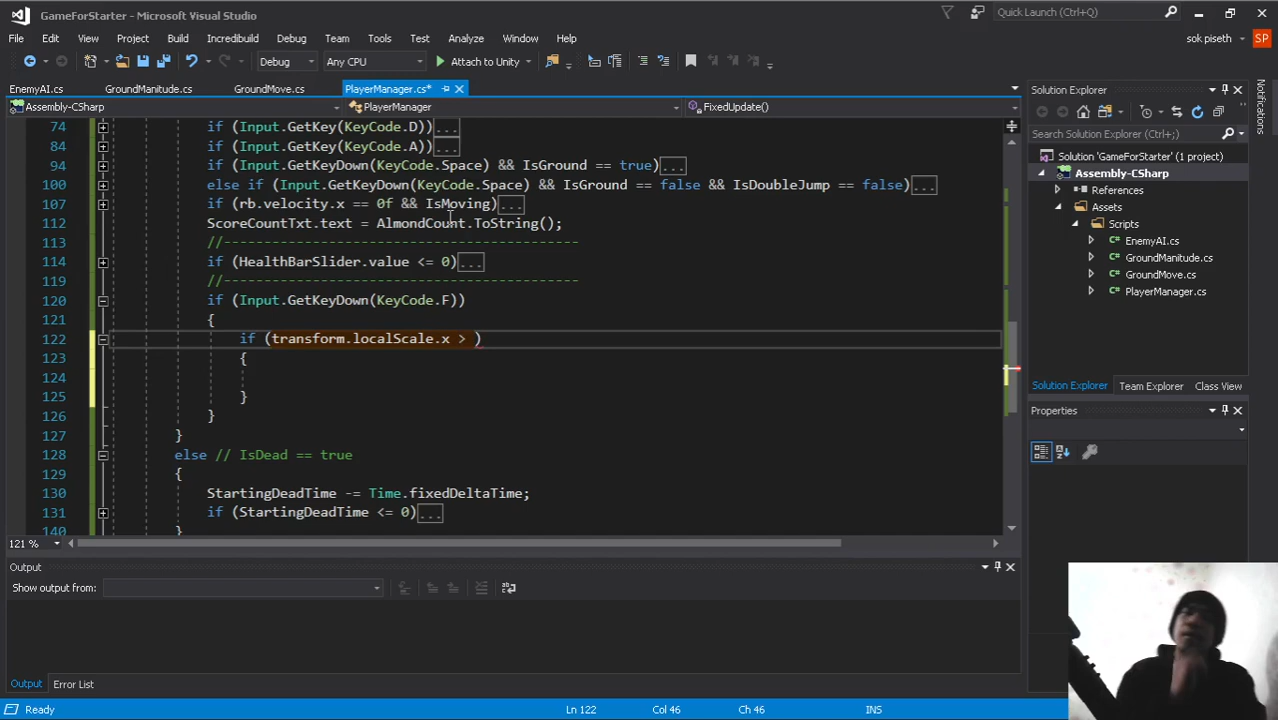 GameForStarter - Microsoft Visual Studio
Quick Launch (Ctrl+Q)
File Edit View Project Build Incredibuild Debug Team Tools Test Analyze Window Help
sok piseth SP
Debug Any CPU Attach to Unity
EnemyAI.cs GroundManitude.cs GroundMove.cs PlayerManager.cs*
Assembly-CSharp PlayerManager FixedUpdate()
74 if (Input.GetKey(KeyCode.D))...
84 if (Input.GetKey(KeyCode.A))...
94 if (Input.GetKeyDown(KeyCode.Space) && IsGround == true)...
100 else if (Input.GetKeyDown(KeyCode.Space) && IsGround == false && IsDoubleJump == false)...
107 if (rb.velocity.x == 0f && IsMoving)...
112 ScoreCountTxt.text = AlmondCount.ToString();
113 //-------------------------------------------
114 if (HealthBarSlider.value <= 0)...
119 //-------------------------------------------
120 if (Input.GetKeyDown(KeyCode.F))
121 {
122 if (transform.localScale.x > )
123 {
124
125 }
126 }
127 }
128 else // IsDead == true
129 {
130 StartingDeadTime -= Time.fixedDeltaTime;
131 if (StartingDeadTime <= 0)...
140 }
121 %
Output
Show output from:
Output Error List
Solution Explorer
Search Solution Explorer (Ctrl+;)
Solution 'GameForStarter' (1 project)
Assembly-CSharp
References
Assets
Scripts
EnemyAI.cs
GroundManitude.cs
GroundMove.cs
PlayerManager.cs
Solution Explorer Team Explorer Class View
Properties
Notifications
Ready Ln 122 Col 46 Ch 46 INS